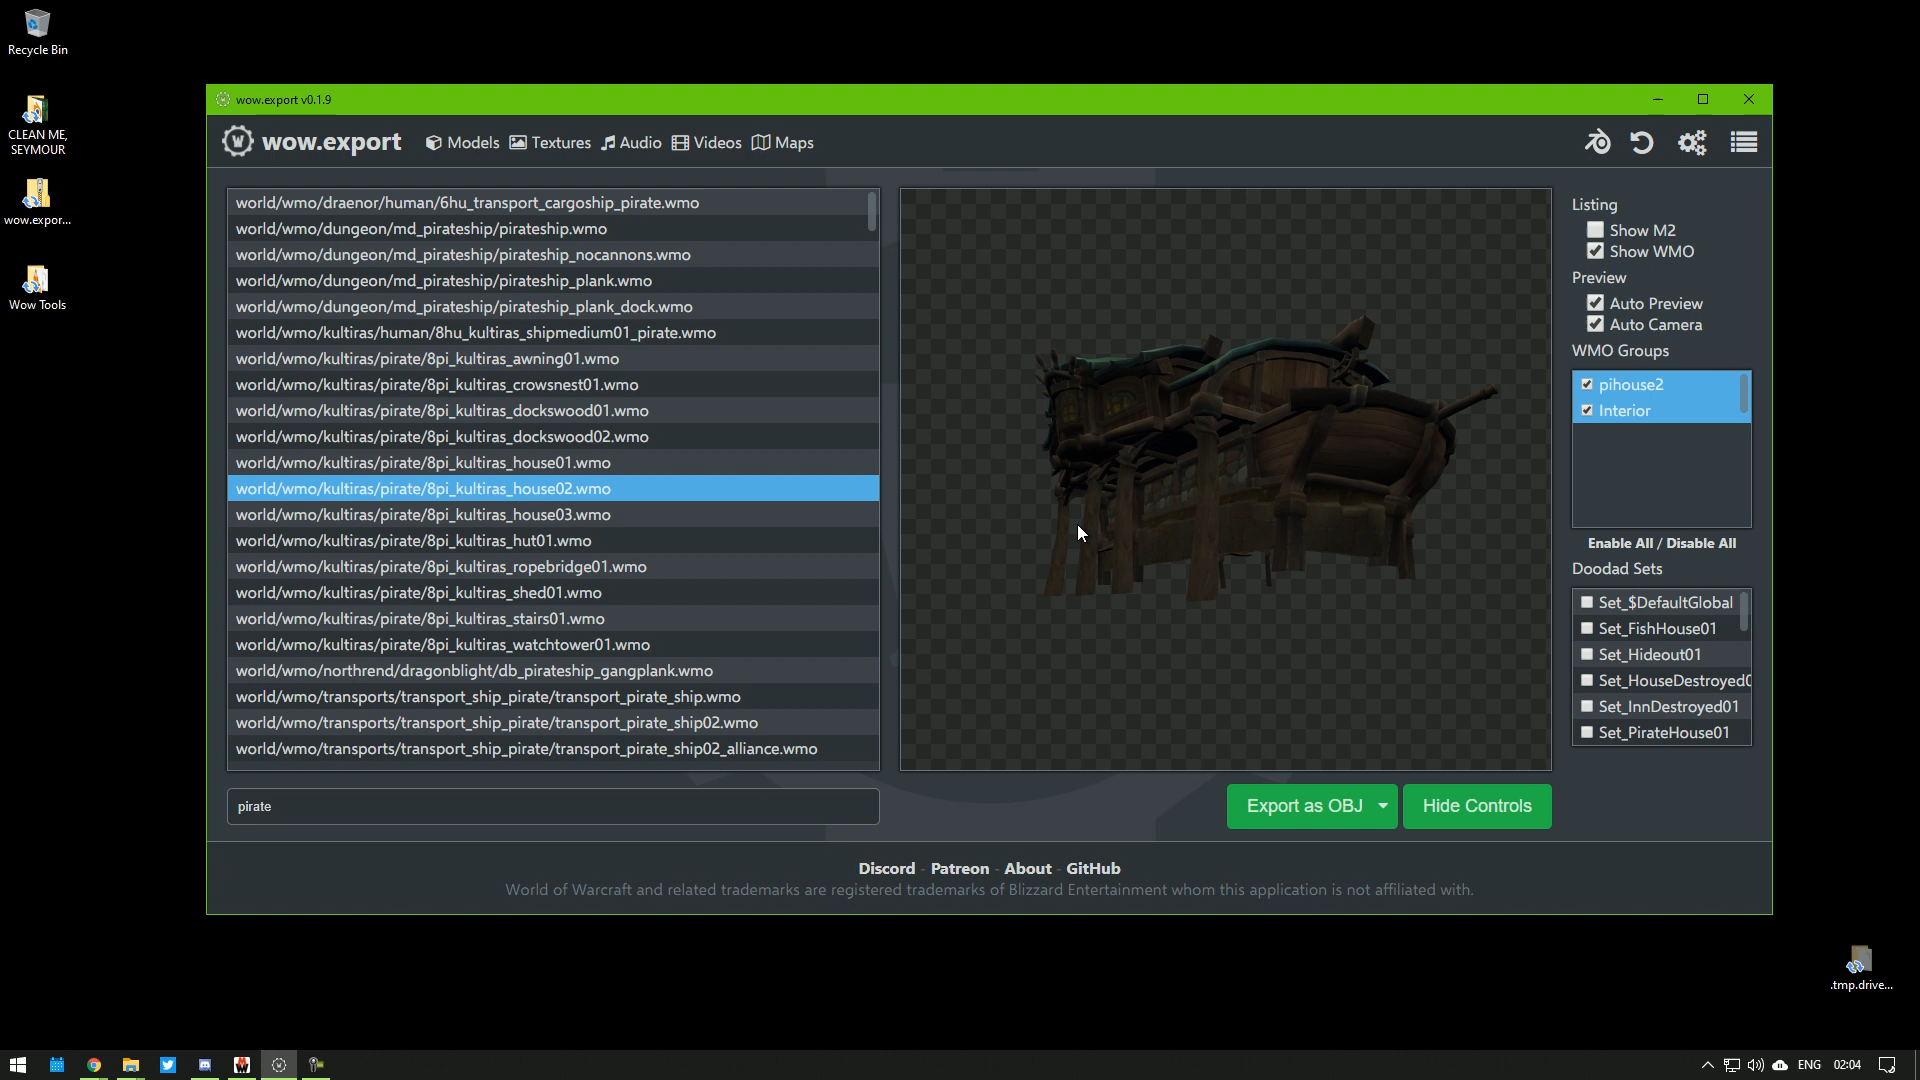 Recycle Bin
CLEAN ME,
SEYMOUR
wow.expor...
Wow Tools
wow.export v0.1.9
wow.export Models Textures Audio Videos Maps
world/wmo/draenor/human/6hu_transport_cargoship_pirate.wmo
world/wmo/dungeon/md_pirateship/pirateship.wmo
world/wmo/dungeon/md_pirateship/pirateship_nocannons.wmo
world/wmo/dungeon/md_pirateship/pirateship_plank.wmo
world/wmo/dungeon/md_pirateship/pirateship_plank_dock.wmo
world/wmo/kultiras/human/8hu_kultiras_shipmedium01_pirate.wmo
world/wmo/kultiras/pirate/8pi_kultiras_awning01.wmo
world/wmo/kultiras/pirate/8pi_kultiras_crowsnest01.wmo
world/wmo/kultiras/pirate/8pi_kultiras_dockswood01.wmo
world/wmo/kultiras/pirate/8pi_kultiras_dockswood02.wmo
world/wmo/kultiras/pirate/8pi_kultiras_house01.wmo
world/wmo/kultiras/pirate/8pi_kultiras_house02.wmo
world/wmo/kultiras/pirate/8pi_kultiras_house03.wmo
world/wmo/kultiras/pirate/8pi_kultiras_hut01.wmo
world/wmo/kultiras/pirate/8pi_kultiras_ropebridge01.wmo
world/wmo/kultiras/pirate/8pi_kultiras_shed01.wmo
world/wmo/kultiras/pirate/8pi_kultiras_stairs01.wmo
world/wmo/kultiras/pirate/8pi_kultiras_watchtower01.wmo
world/wmo/northrend/dragonblight/db_pirateship_gangplank.wmo
world/wmo/transports/transport_ship_pirate/transport_pirate_ship.wmo
world/wmo/transports/transport_ship_pirate/transport_pirate_ship02.wmo
world/wmo/transports/transport_ship_pirate/transport_pirate_ship02_alliance.wmo
pirate
Listing
Show M2
Show WMO
Preview
Auto Preview
Auto Camera
WMO Groups
pihouse2
Interior
Enable All / Disable All
Doodad Sets
Set_$DefaultGlobal
Set_FishHouse01
Set_Hideout01
Set_HouseDestroyed0
Set_InnDestroyed01
Set_PirateHouse01
Export as OBJ
Hide Controls
Discord - Patreon - About - GitHub
World of Warcraft and related trademarks are registered trademarks of Blizzard Entertainment whom this application is not affiliated with.
.tmp.drive...
ENG 02:04